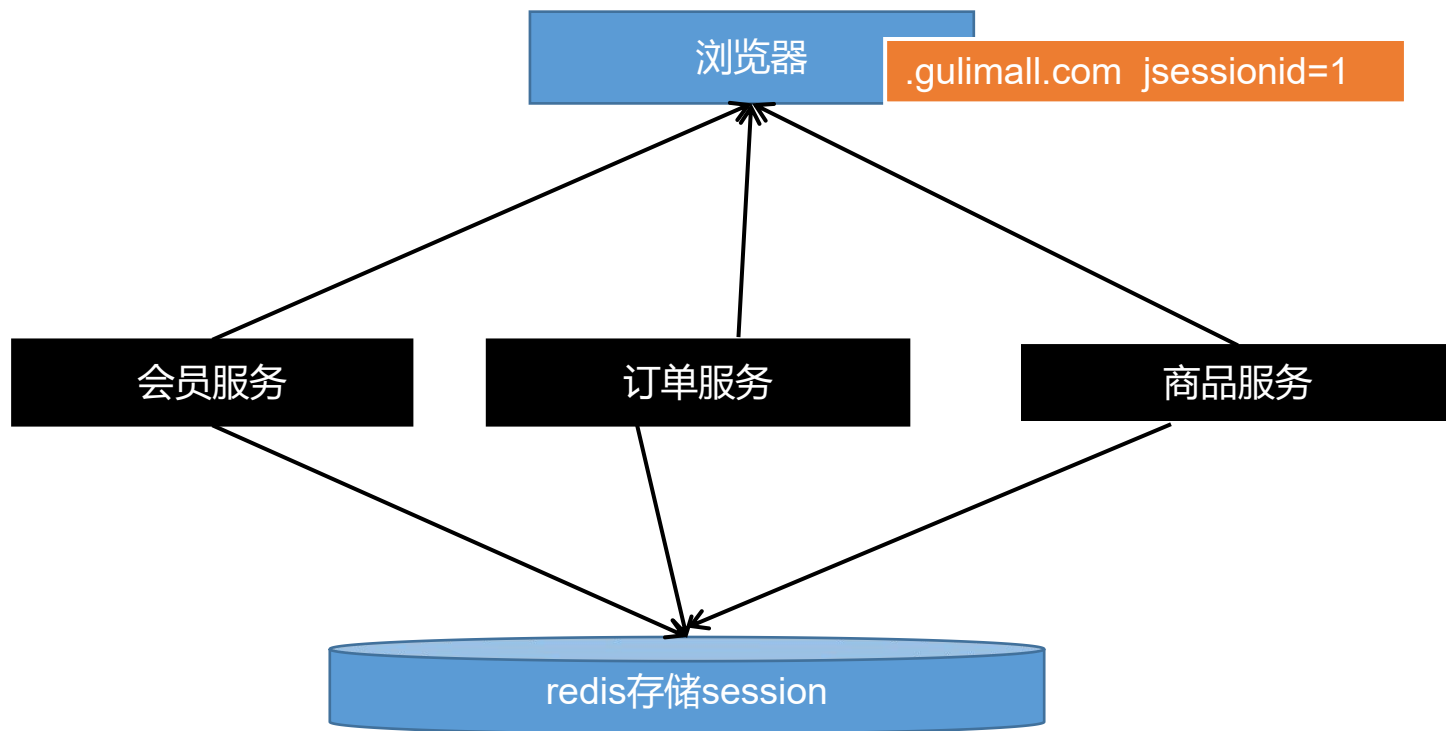 浏览器
.gulimall.com jsessionid=1
会员服务
订单服务
商品服务
redis存储session